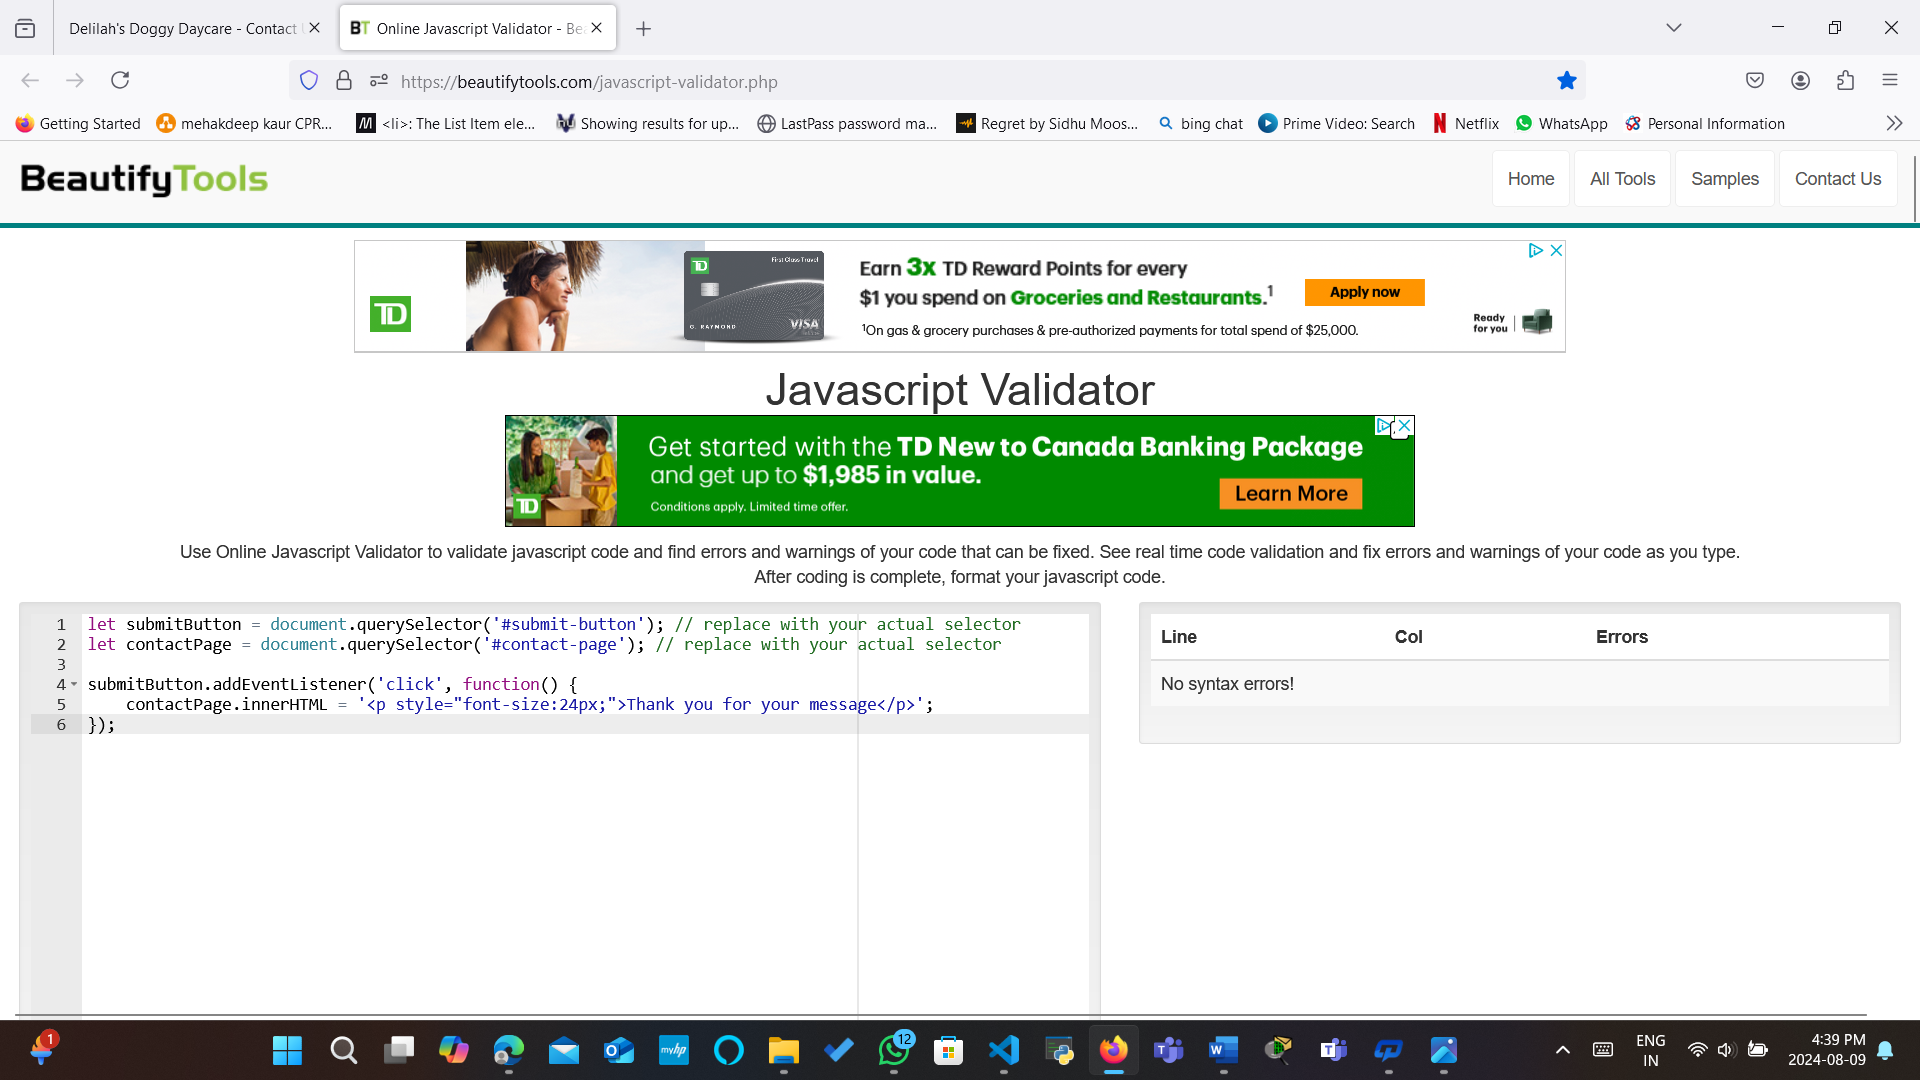 Delilah's Doggy Daycare - Contact
BT Online Javascript Validator - Be
https://beautifytools.com/javascript-validator.php
Getting Started
mehakdeep kaur CPR...
<li>: The List Item ele...
Showing results for up...
LastPass password ma...
Regret by Sidhu Moos...
bing chat
Prime Video: Search
Netflix
WhatsApp
Personal Information
BeautifyTools
Home
All Tools
Samples
Contact Us
TD
TD
First Class Travel
G. RAYMOND
VISA
Earn 3x TD Reward Points for every
$1 you spend on Groceries and Restaurants.1
1On gas & grocery purchases & pre-authorized payments for total spend of $25,000.
Apply now
Ready
for you
Javascript Validator
TD
Get started with the TD New to Canada Banking Package
and get up to $1,985 in value.
Conditions apply. Limited time offer.
Learn More
Use Online Javascript Validator to validate javascript code and find errors and warnings of your code that can be fixed. See real time code validation and fix errors and warnings of your code as you type.
After coding is complete, format your javascript code.
1 let submitButton = document.querySelector('#submit-button'); // replace with your actual selector
2 let contactPage = document.querySelector('#contact-page'); // replace with your actual selector
3
4 submitButton.addEventListener('click', function() {
5 contactPage.innerHTML = '<p style="font-size:24px;">Thank you for your message</p>';
6 });
Line Col Errors
No syntax errors!
1
myhp
12
ENG
IN
4:39 PM
2024-08-09